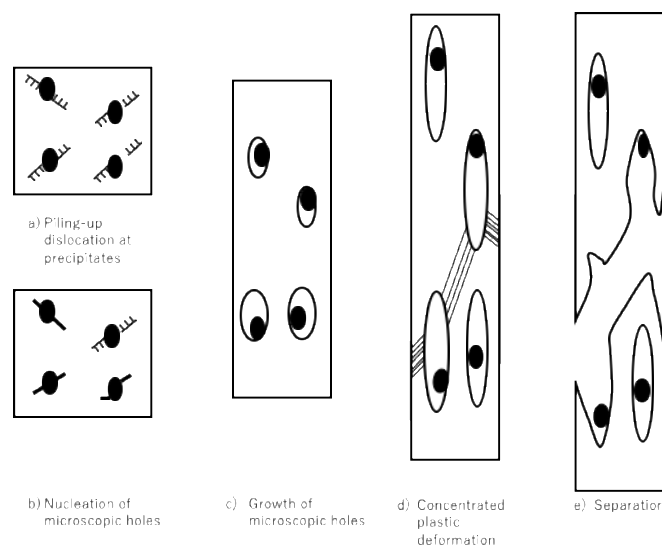 a) Piling-up
dislocation at
precipitates
b) Nucleation of
microscopic holes
c) Growth of
microscopic holes
d) Concentrated
plastic
deformation
e) Separation